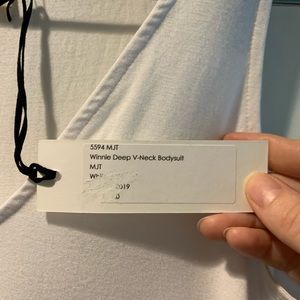 5594 MJT
Winnie Deep V-Neck Bodysuit
MJT
2019